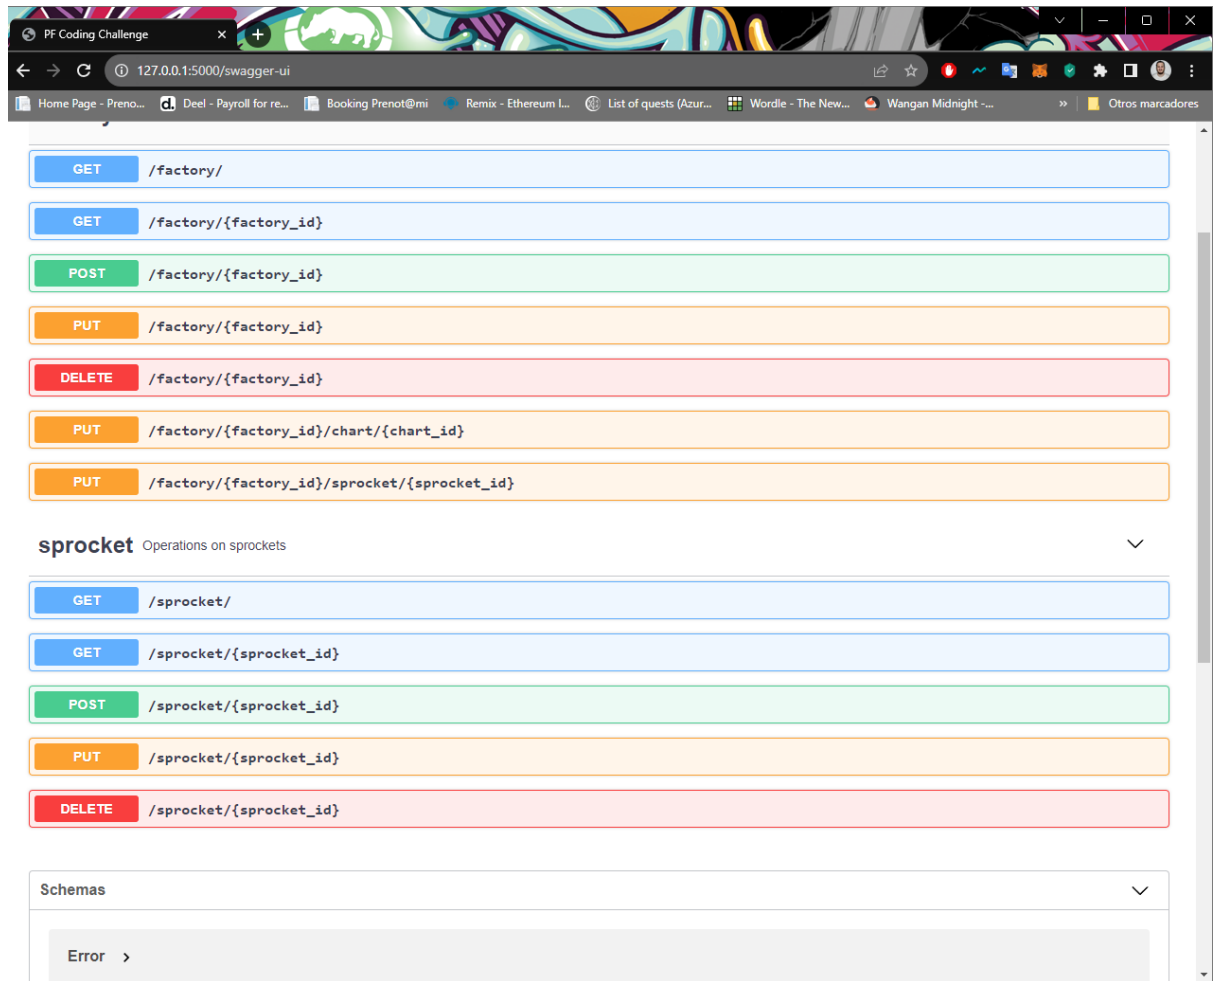 PF Coding Challenge
127.0.0.1:5000/swagger-ui
Home Page - Preno... d. Deel - Payroll for re... Booking Prenot@mi Remix - Ethereum I... List of quests (Azur... Wordle - The New... Wangan Midnight -... » Otros marcadores
GET /factory/
GET /factory/{factory_id}
POST /factory/{factory_id}
PUT /factory/{factory_id}
DELETE /factory/{factory_id}
PUT /factory/{factory_id}/chart/{chart_id}
PUT /factory/{factory_id}/sprocket/{sprocket_id}
sprocket Operations on sprockets
GET /sprocket/
GET /sprocket/{sprocket_id}
POST /sprocket/{sprocket_id}
PUT /sprocket/{sprocket_id}
DELETE /sprocket/{sprocket_id}
Schemas
Error